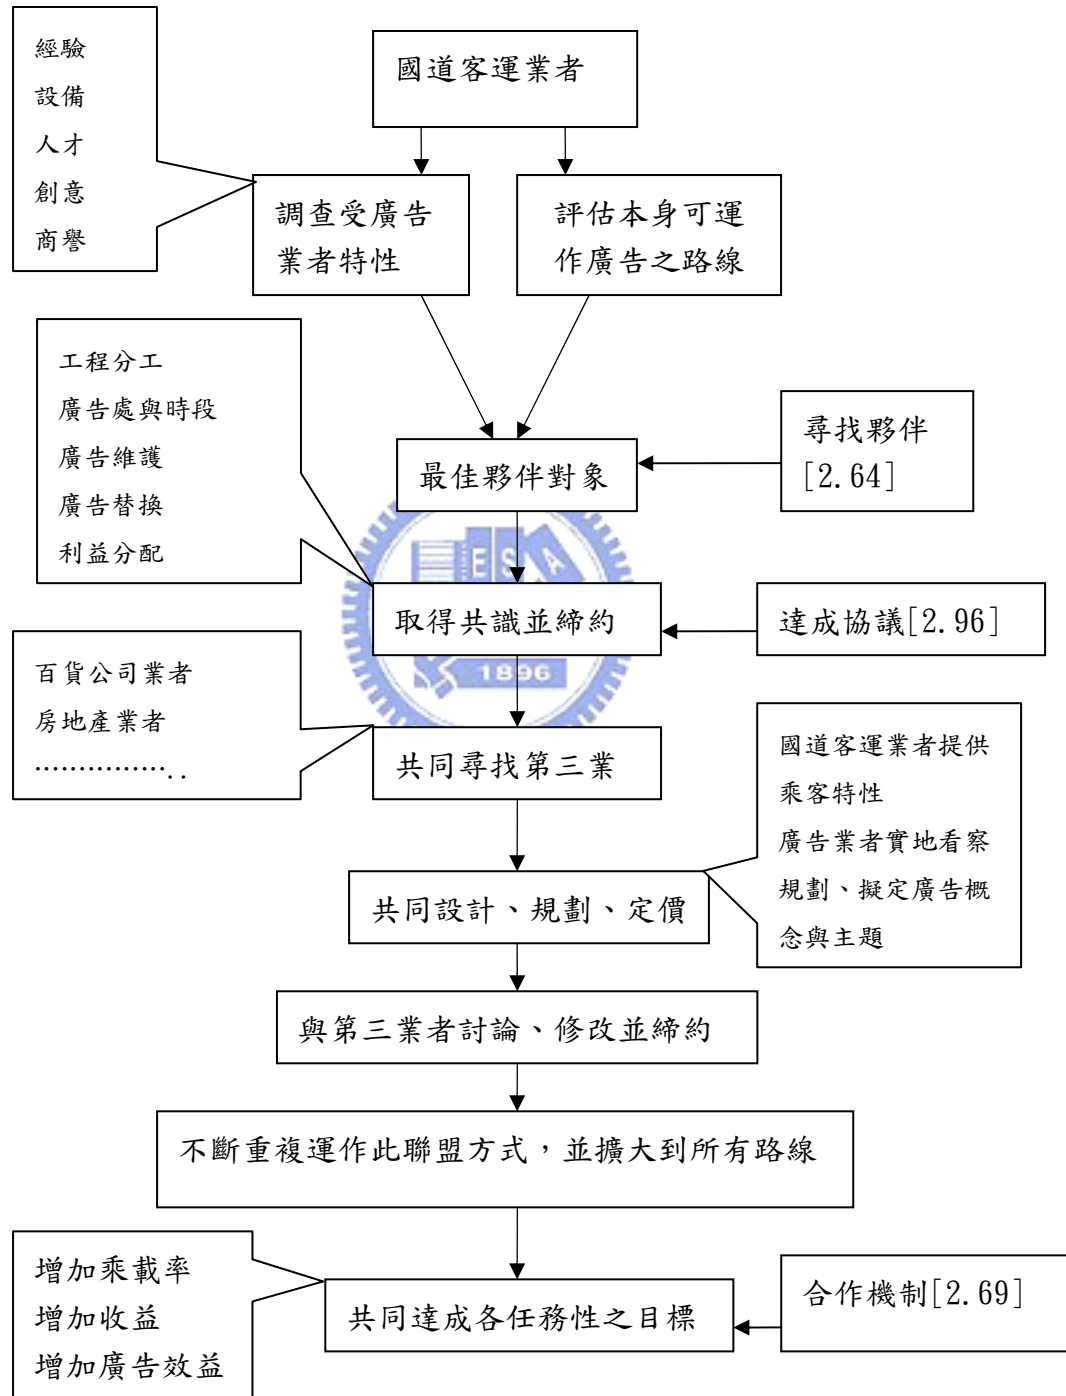 經驗
設備
人才
創意
商譽
國道客運業者
調查受廣告
業者特性
評估本身可運
作廣告之路線
工程分工
廣告處與時段
廣告維護
廣告替換
利益分配
尋找夥伴
[2.64]
最佳夥伴對象
ESA
取得共識並締約
達成協議[2.96]
1896
百貨公司業者
房地產業者
……………..
共同尋找第三業
國道客運業者提供
乘客特性
廣告業者實地看察
規劃、擬定廣告概
念與主題
共同設計、規劃、定價
與第三業者討論、修改並締約
不斷重複運作此聯盟方式，並擴大到所有路線
增加乘載率
增加收益
增加廣告效益
共同達成各任務性之目標
合作機制[2.69]